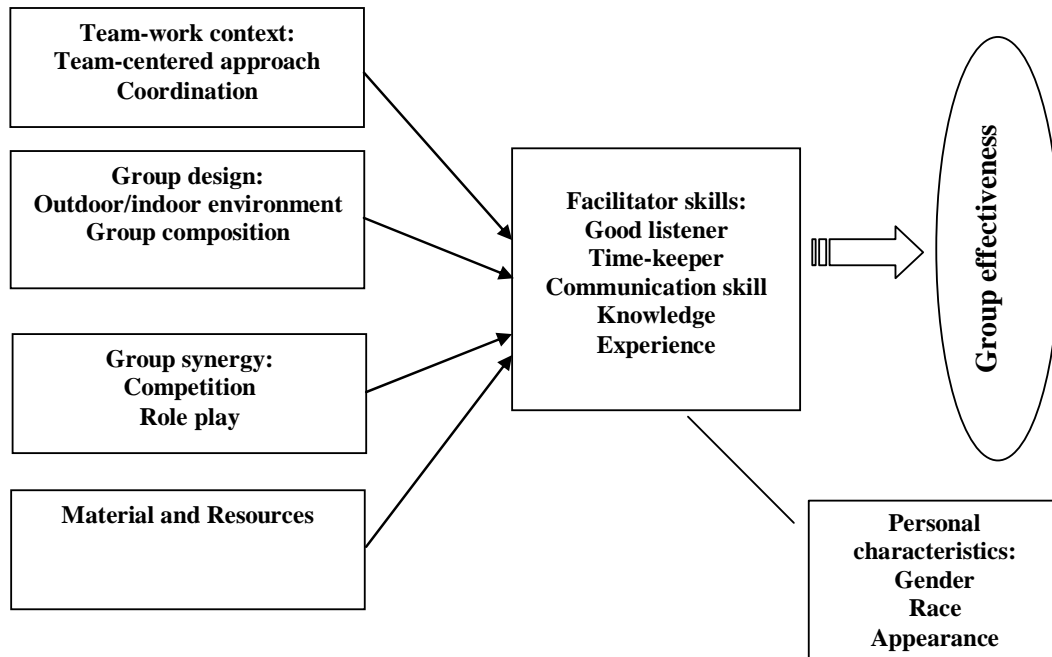 Team-work context:
Team-centered approach
Coordination
Group design:
Outdoor/indoor environment
Group composition
Group synergy:
Competition
Role play
Material and Resources
Facilitator skills:
Good listener
Time-keeper
Communication skill
Knowledge
Experience
Group effectiveness
Personal
characteristics:
Gender
Race
Appearance